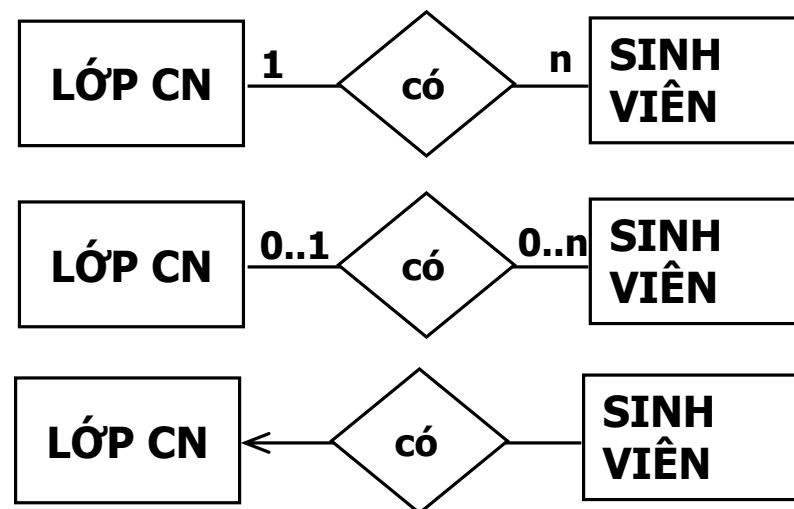 LỚP CN 1 có n SINH
VIÊN
LỚP CN 0..1 có 0..n SINH
VIÊN
LỚP CN có SINH
VIÊN